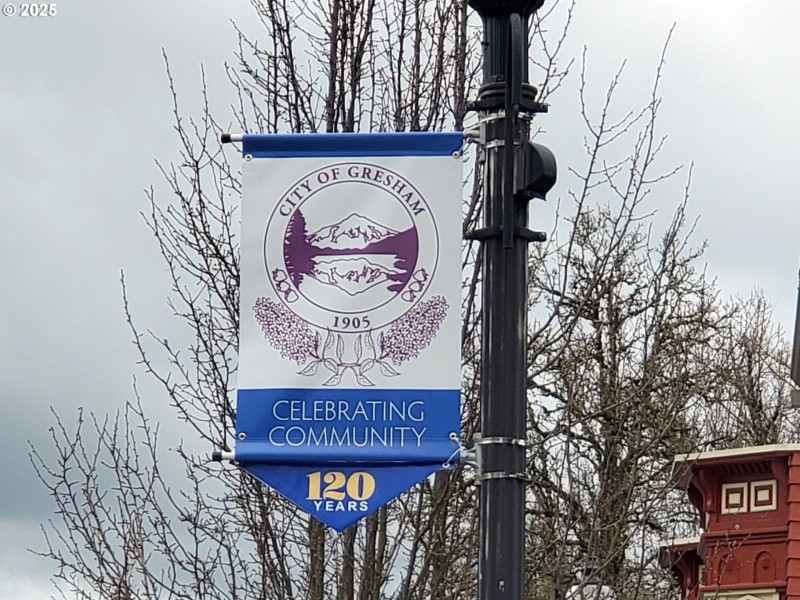 © 2025
CITY OF GRESHAM
1905
CELEBRATING
COMMUNITY
120
YEARS